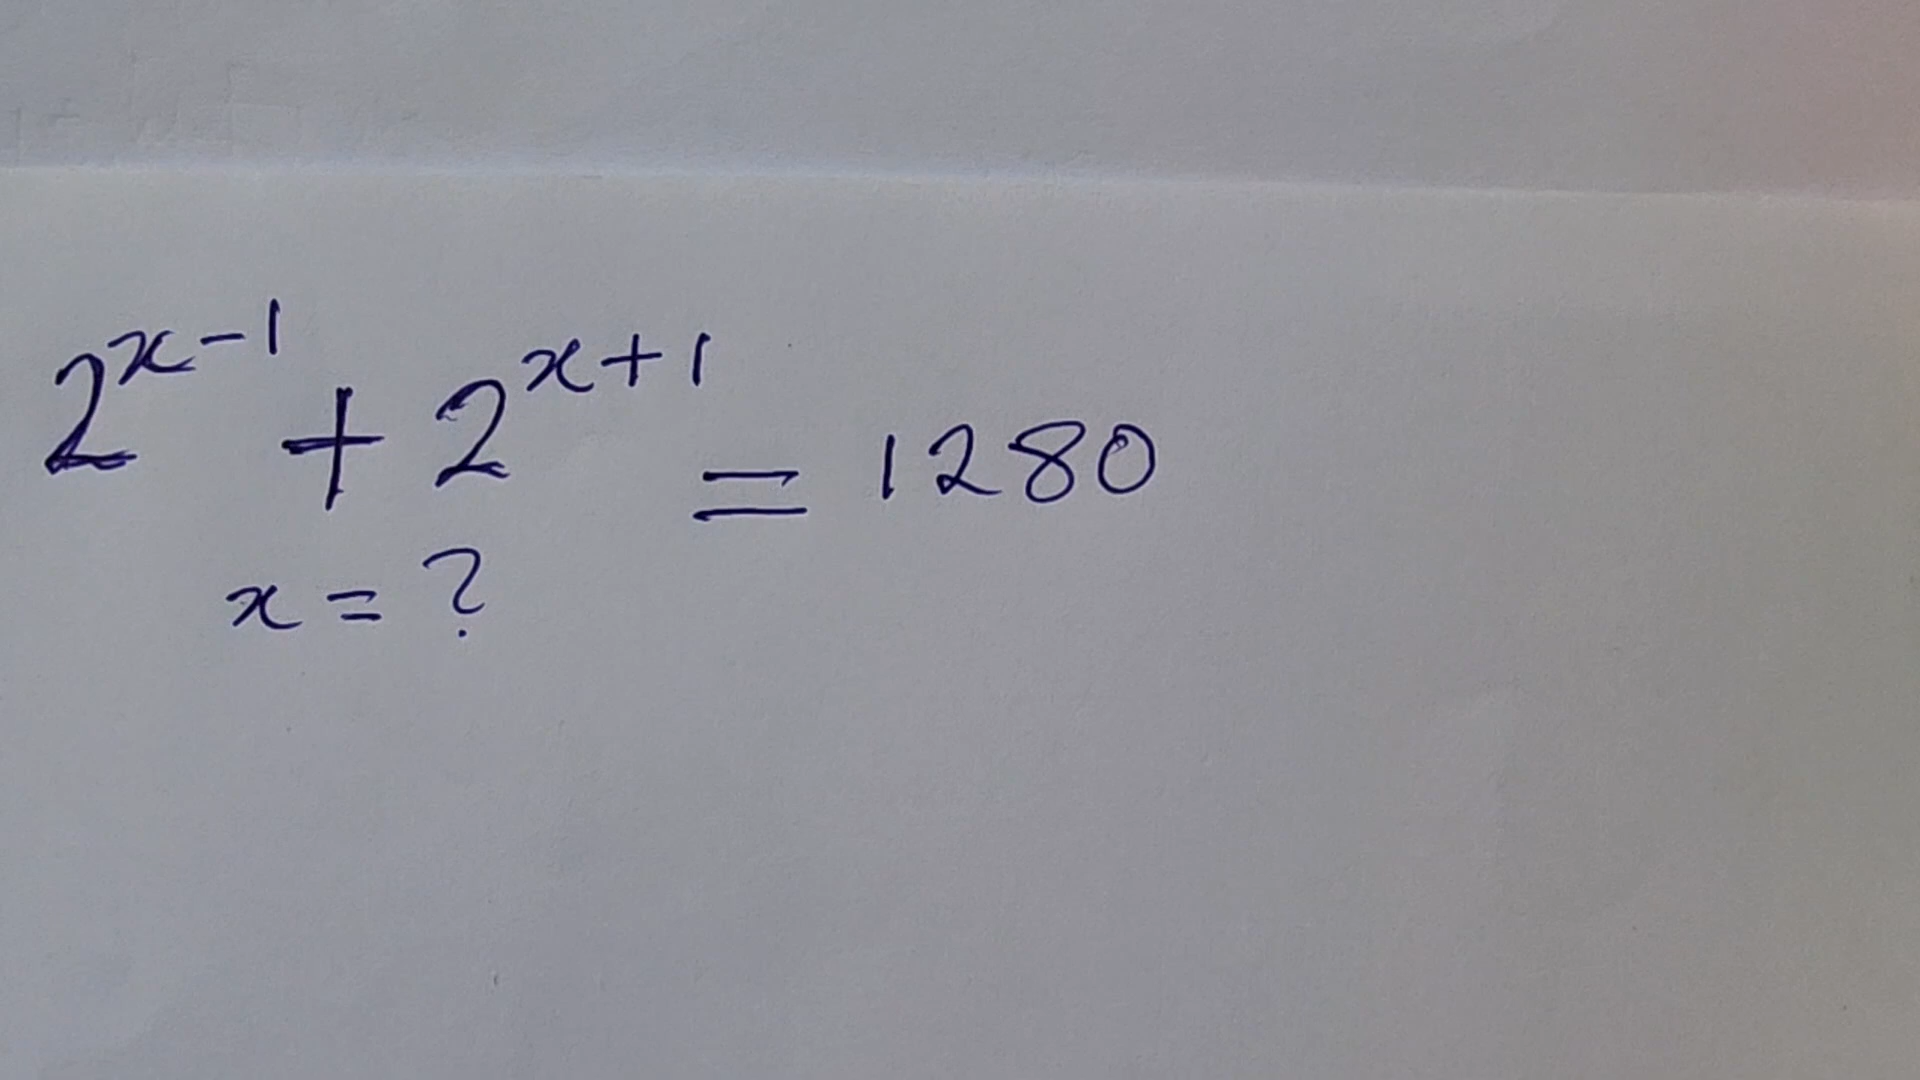 2^{x-1} + 2^{x+1} = 1280
x = ?